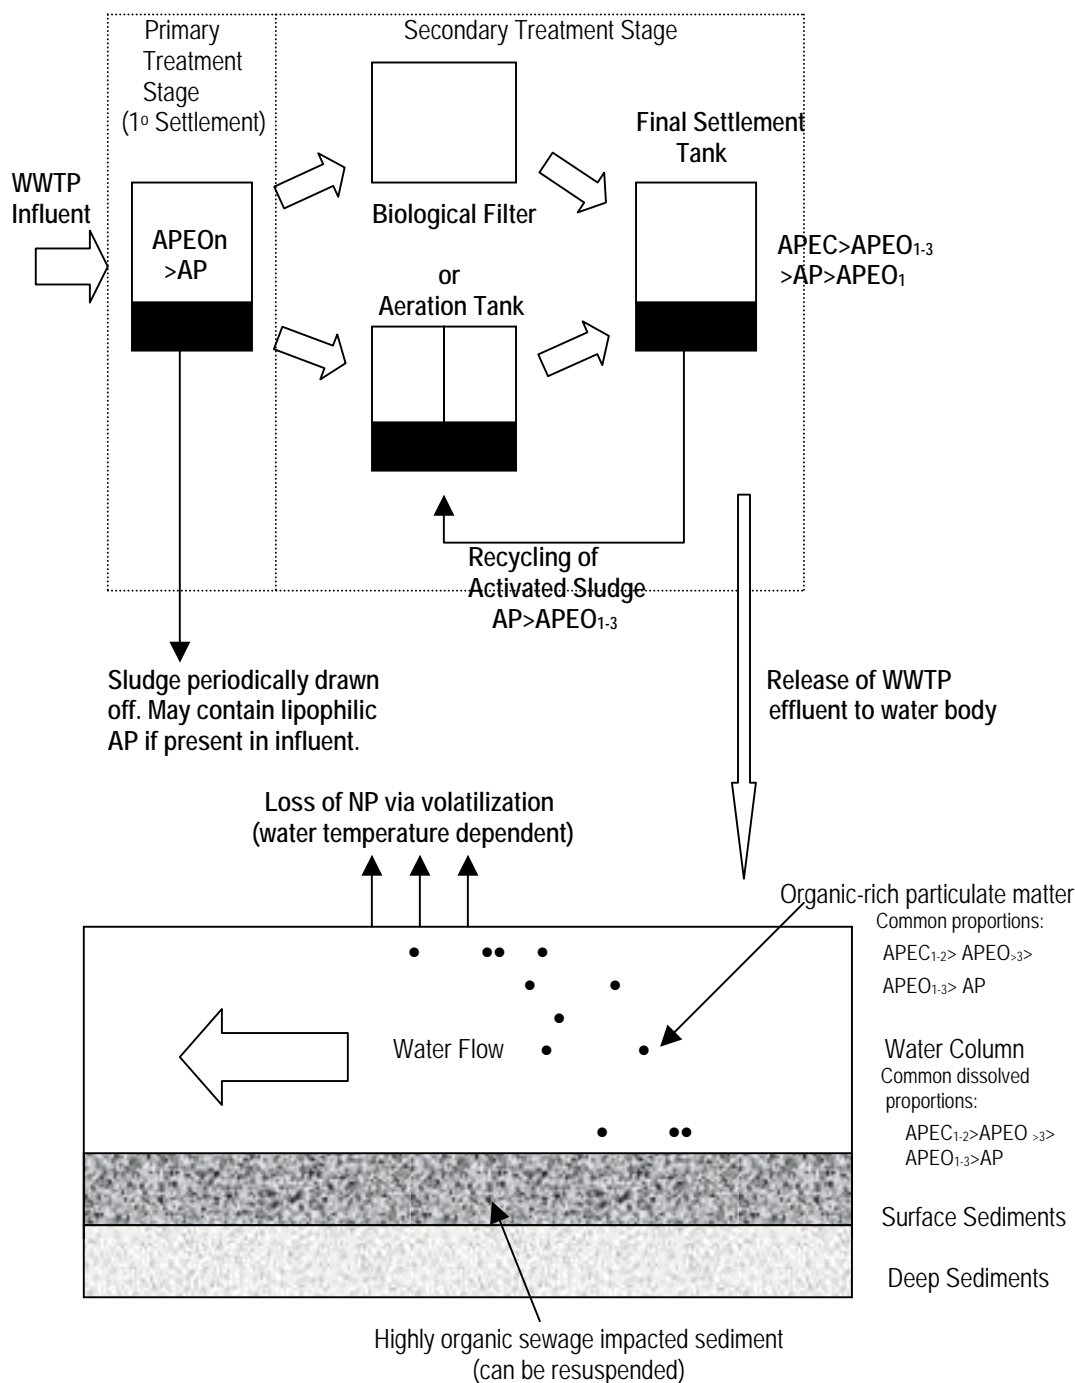 Primary
Treatment
Stage
(1º Settlement)
Secondary Treatment Stage
WWTP
Influent
APEOn
>AP
Biological Filter
or
Aeration Tank
Final Settlement
Tank
APEC>APEO1-3
>AP>APEO1
Recycling of
Activated Sludge
AP>APEO1-3
Sludge periodically drawn
off. May contain lipophilic
AP if present in influent.
Release of WWTP
effluent to water body
Loss of NP via volatilization
(water temperature dependent)
Organic-rich particulate matter
Common proportions:
APEC1-2> APEO>3>
APEO1-3> AP
Water Flow
Water Column
Common dissolved
proportions:
APEC1-2>APEO >3>
APEO1-3>AP
Surface Sediments
Deep Sediments
Highly organic sewage impacted sediment
(can be resuspended)